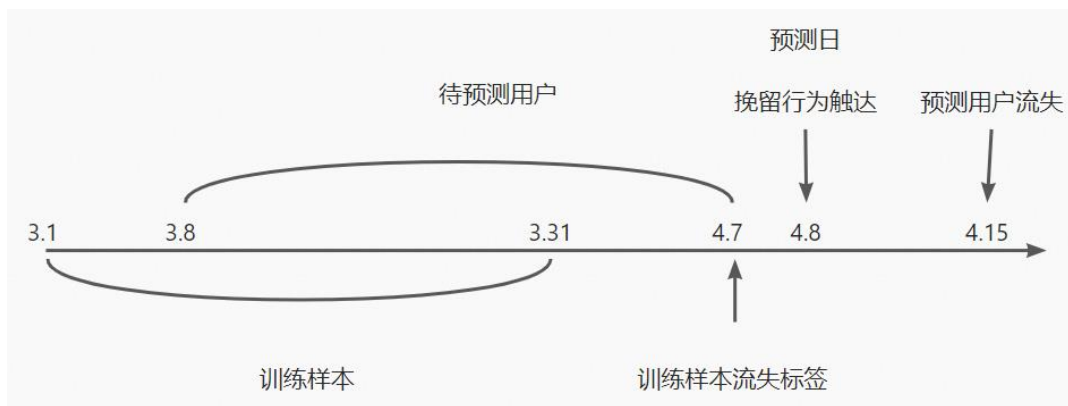 预测日
待预测用户
挽留行为触达
预测用户流失
3.1
3.8
3.31
4.7
4.8
4.15
训练样本
训练样本流失标签